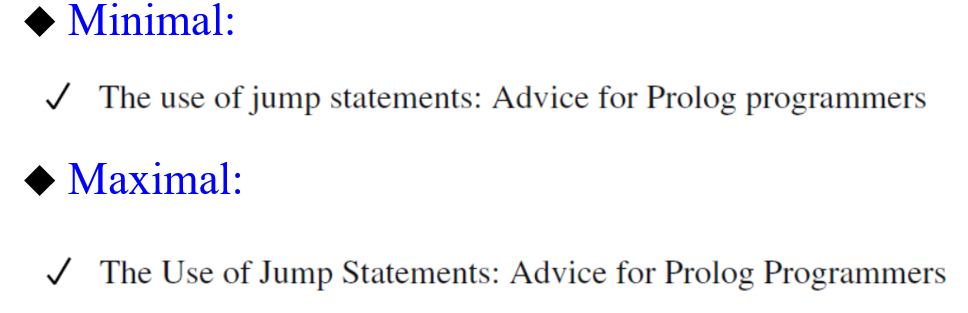 ◆ Minimal:
✓ The use of jump statements: Advice for Prolog programmers
◆ Maximal:
✓ The Use of Jump Statements: Advice for Prolog Programmers